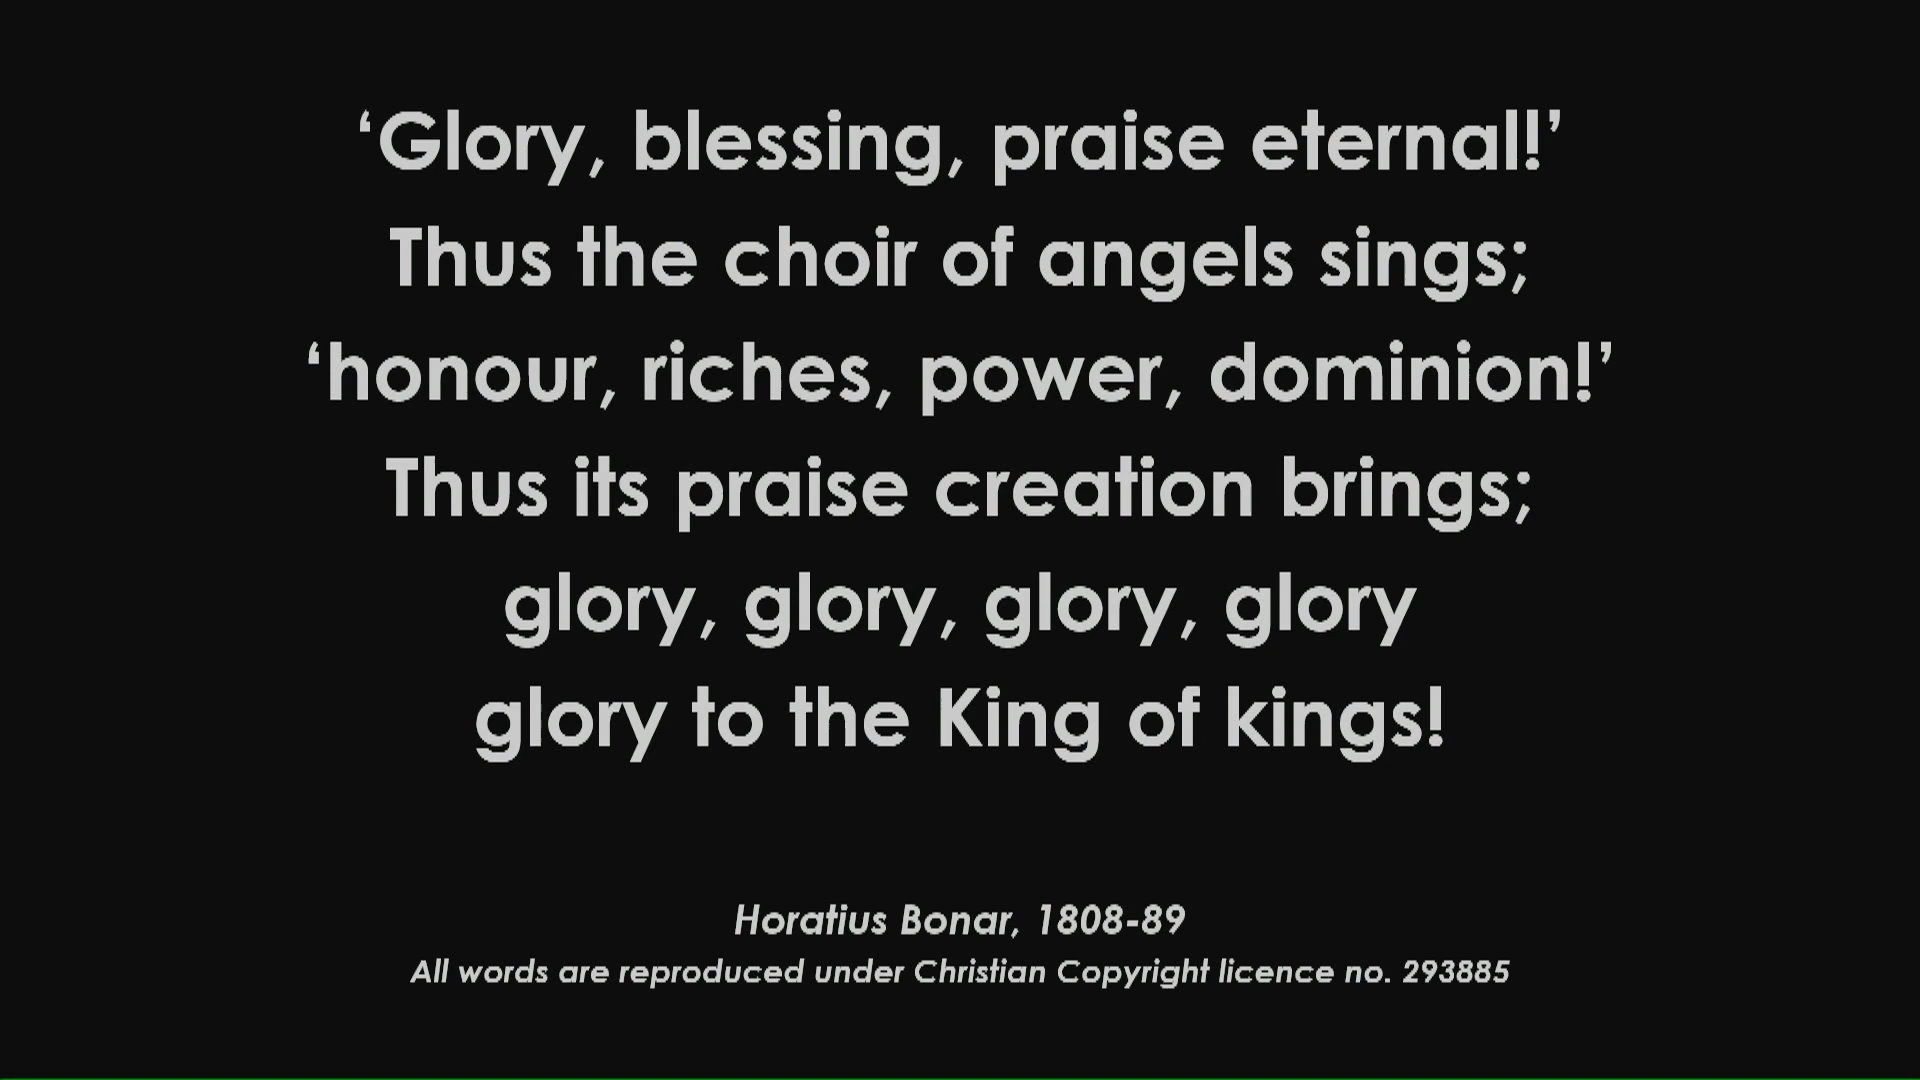 ‘Glory, blessing, praise eternal!’
Thus the choir of angels sings;
‘honour, riches, power, dominion!’
Thus its praise creation brings;
glory, glory, glory, glory
glory to the King of kings!
Horatius Bonar, 1808-89
All words are reproduced under Christian Copyright licence no. 293885